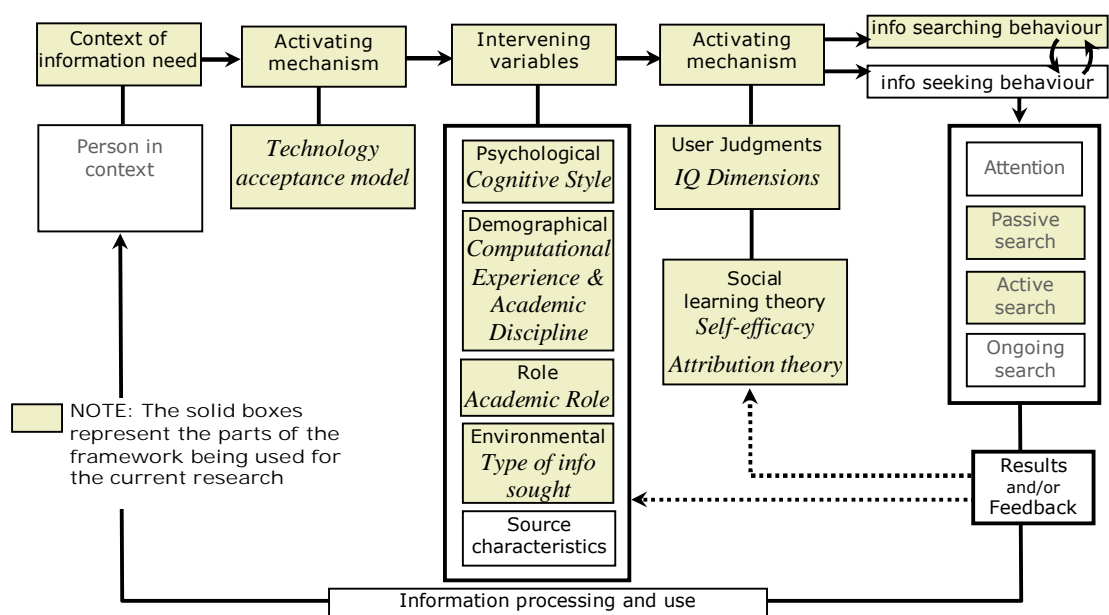 Context of
information need
Activating
mechanism
Intervening
variables
Activating
mechanism
info searching behaviour
info seeking behaviour
Person in
context
Technology
acceptance model
Psychological
Cognitive Style
Demographical
Computational
Experience &
Academic
Discipline
Role
Academic Role
Environmental
Type of info
sought
Source
characteristics
User Judgments
IQ Dimensions
Social
learning theory
Self-efficacy
Attribution theory
Attention
Passive
search
Active
search
Ongoing
search
Results
and/or
Feedback
NOTE: The solid boxes
represent the parts of the
framework being used for
the current research
Information processing and use